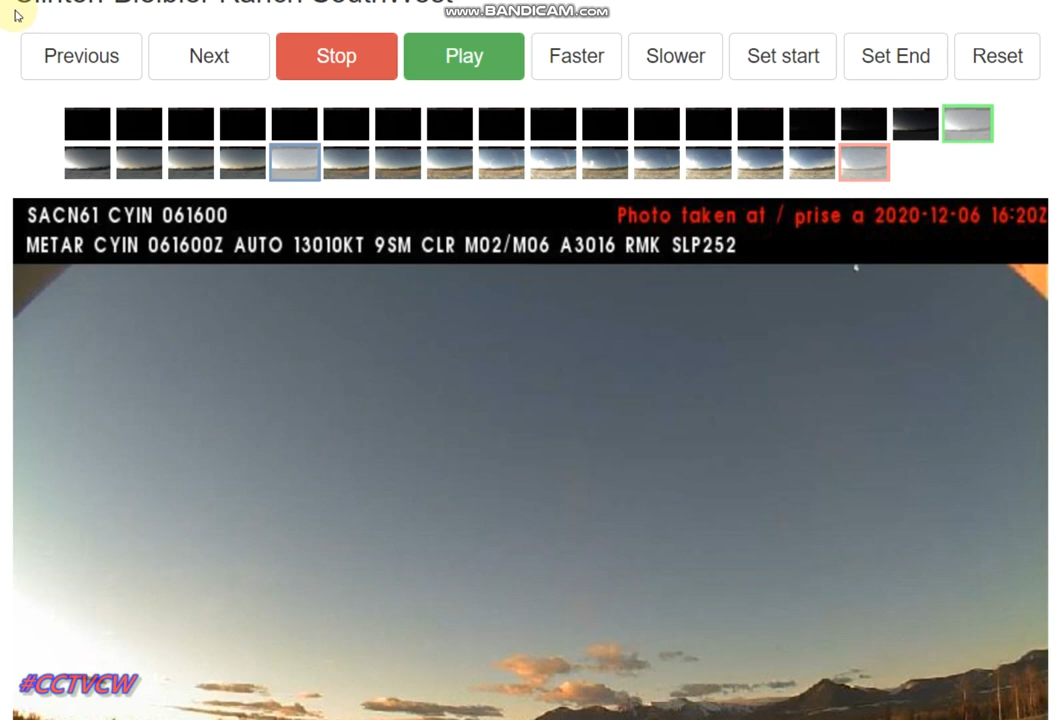 www.BANDICAM.com
Previous Next Stop Play Faster Slower Set start Set End Reset
SACN61 CYIN 061600 Photo taken at / prise a 2020-12-06 16:20Z
METAR CYIN 061600Z AUTO 13010KT 9SM CLR M02/M06 A3016 RMK SLP252
#CCTVCW